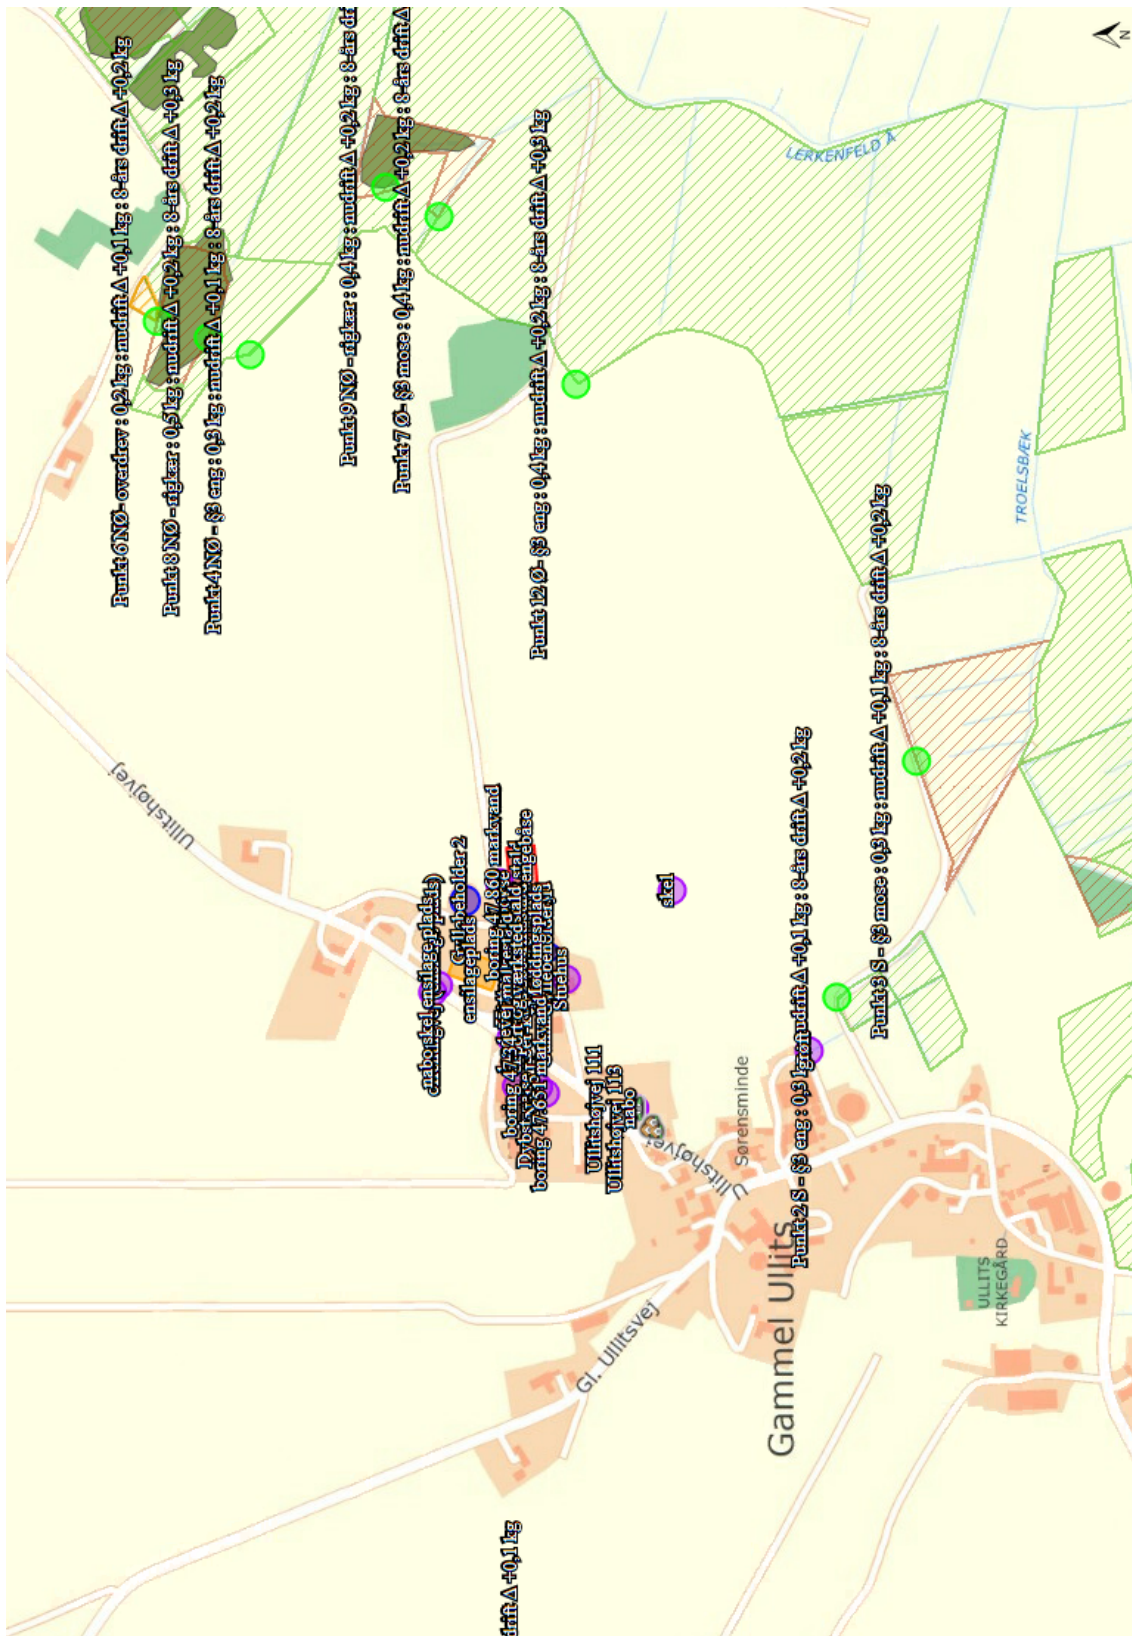 Punkt 6 NØ - overdrev : 0,2 kg : nudrift Δ +0,1 kg : 8-års drift Δ +0,2 kg
Punkt 8 NØ - rigkær : 0,5 kg : nudrift Δ +0,2 kg : 8-års drift Δ +0,3 kg
Punkt 4 NØ - §3 eng : 0,3 kg : nudrift Δ +0,1 kg : 8-års drift Δ +0,2 kg
Punkt 9 NØ - rigkær : 0,4 kg : nudrift Δ +0,2 kg : 8-års
Punkt 7 Ø - §3 mose : 0,4 kg : nudrift Δ +0,2 kg : 8-års drift Δ
Punkt 12 Ø - §3 eng : 0,4 kg : nudrift Δ +0,2 kg : 8-års drift Δ +0,3 kg
LERKENFELD Å
N
TROELSBÆK
Punkt 3 S - §3 mose : 0,3 kg : nudrift Δ +0,1 kg : 8-års drift Δ +0,2 kg
Punkt 2 S - §3 eng : 0,3 kg : nudrift Δ +0,1 kg : 8-års drift Δ +0,2 kg
Ullitshøjvej
nabo skel ensilageplads
Gyllebeholder 2
ensilageplads
boring 47.860 markvand
boring 47.651 markvand
Stuehus
skel
Ullitshøjvej 111
Ullitshøjvej 113
nabo
Ullitshøjvej
Sørensminde
Gammel Ullits
Gl. Ullitsvej
ULLITS
KIRKEGÅRD
drift Δ +0,1 kg